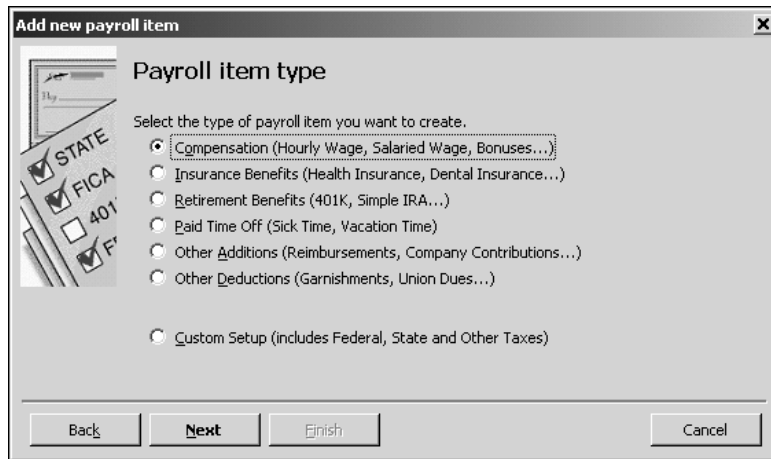 Add new payroll item
Payroll item type
Select the type of payroll item you want to create.
Compensation (Hourly Wage, Salaried Wage, Bonuses...)
Insurance Benefits (Health Insurance, Dental Insurance...)
Retirement Benefits (401K, Simple IRA...)
Paid Time Off (Sick Time, Vacation Time)
Other Additions (Reimbursements, Company Contributions...)
Other Deductions (Garnishments, Union Dues...)
Custom Setup (includes Federal, State and Other Taxes)
STATE
FICA
401
Back
Next
Finish
Cancel